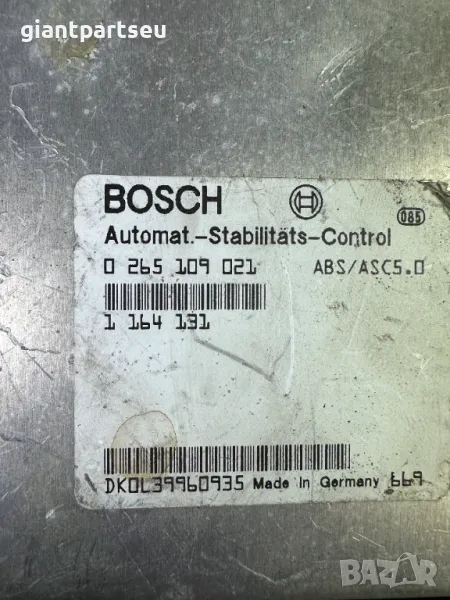 giantpartseu
BOSCH
085
Automat.-Stabilitäts-Control
0 265 109 021 ABS/ASC5.0
1 164 131
DKOL39960935 Made In Germany 669
BAZAR